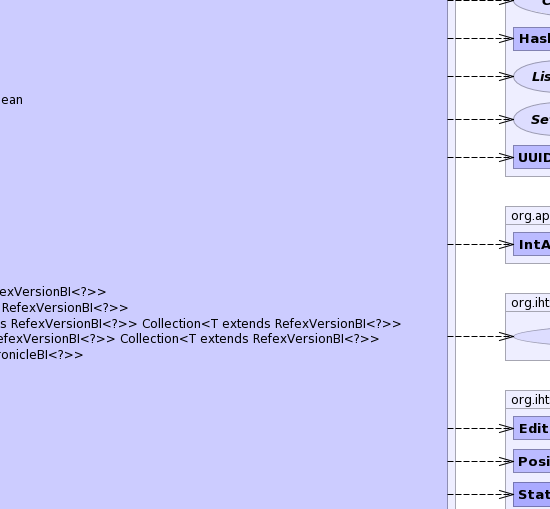 C
Hasl
Lis
ean
Se
UUID
org.ap
IntA
exVersionBI<?>>
RefexVersionBI<?>>
org.iht
s RefexVersionBI<?>> Collection<T extends RefexVersionBI<?>>
efexVersionBI<?>> Collection<T extends RefexVersionBI<?>>
ronicleBI<?>>
org.iht
Edit
Posi
Stat